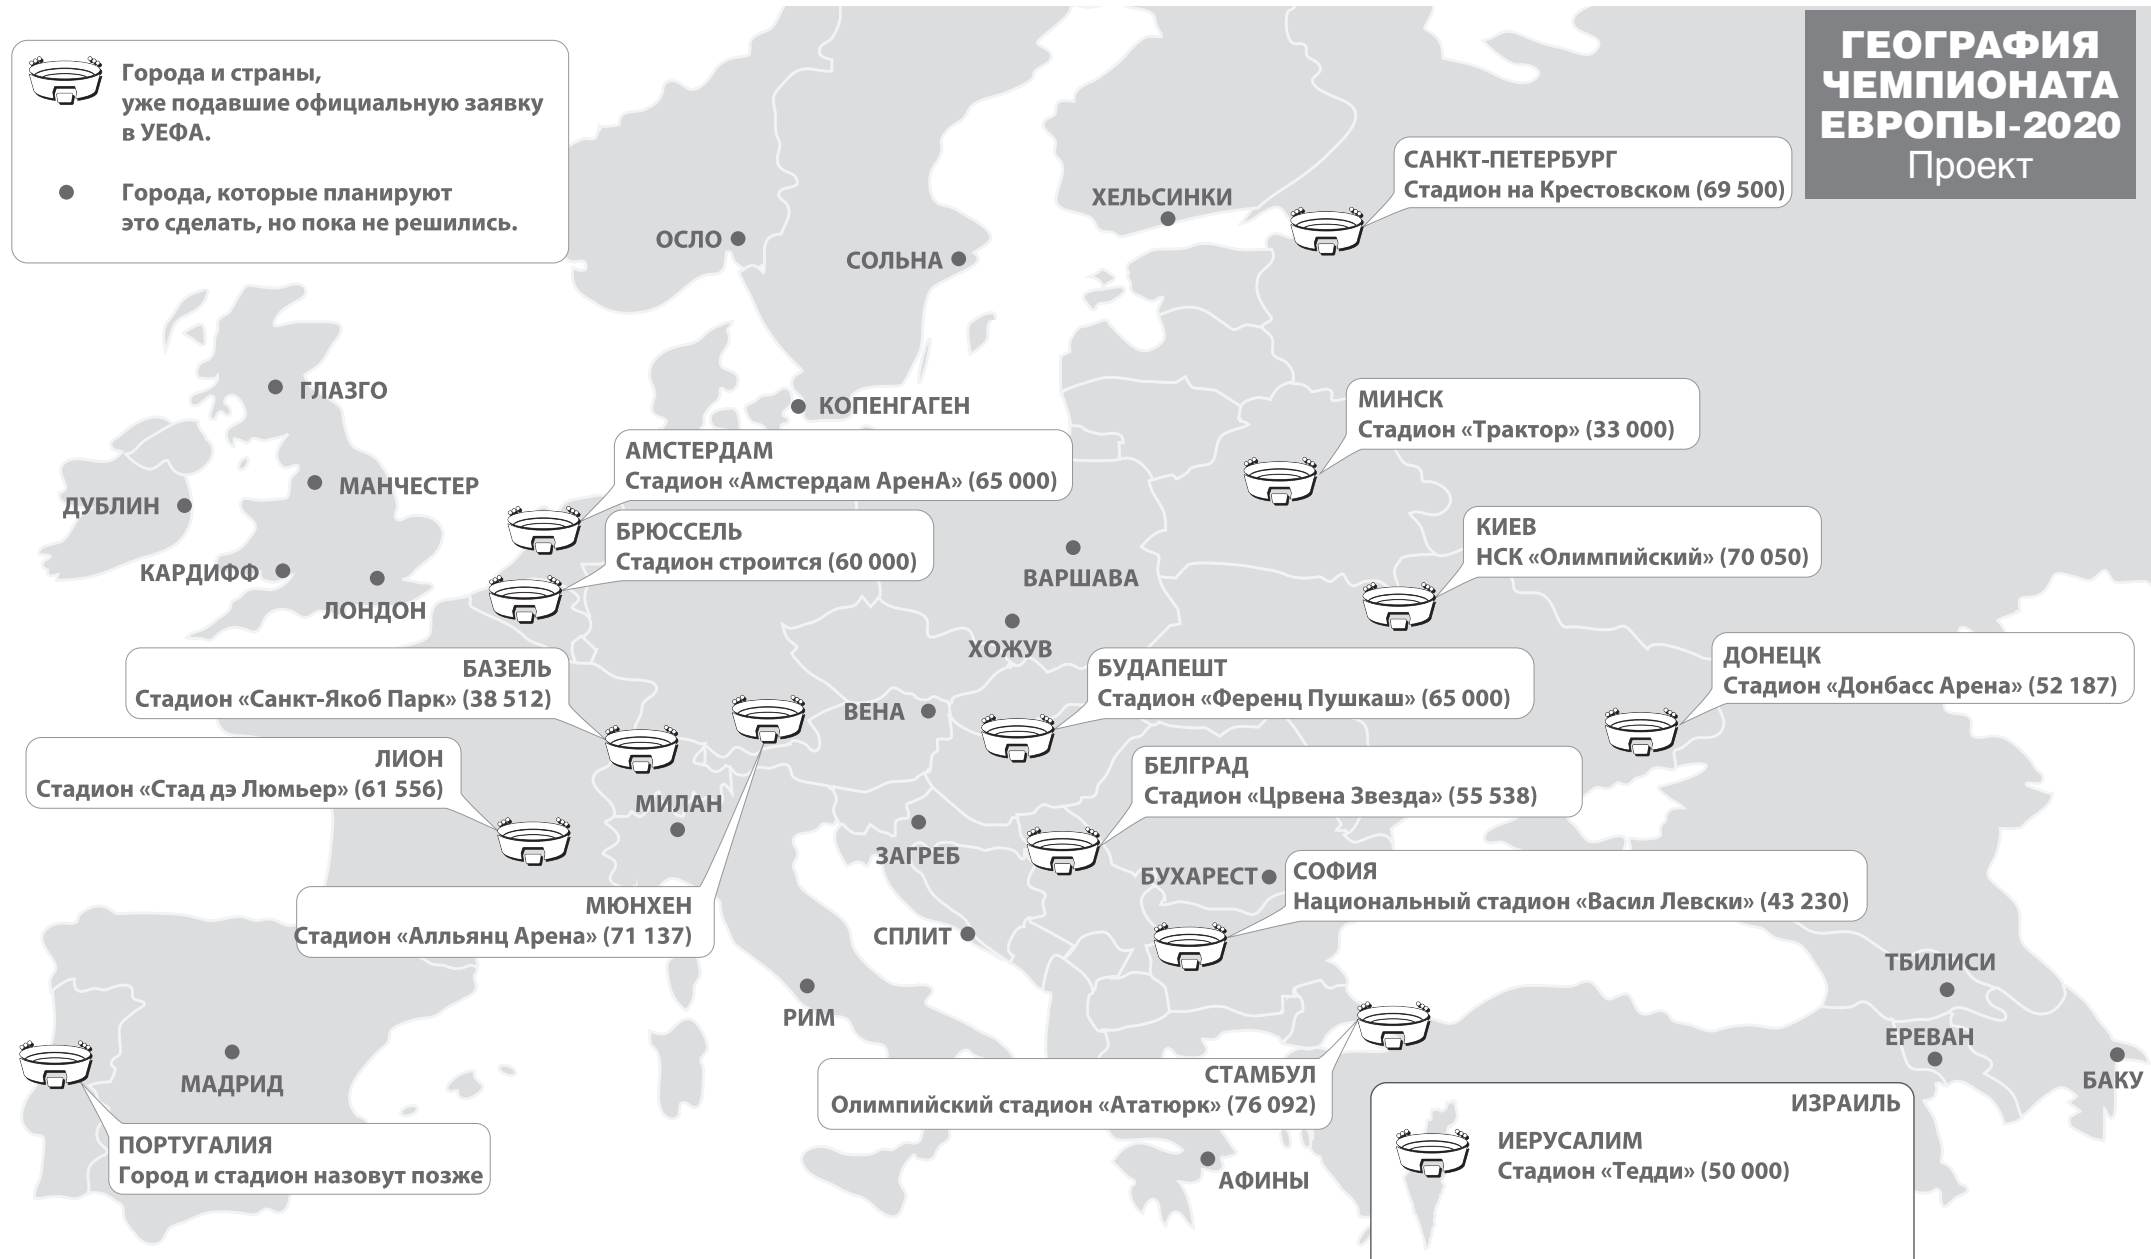 ГЕОГРАФИЯ
ЧЕМПИОНАТА
ЕВРОПЫ-2020
Проект
Города и страны,
уже подавшие официальную заявку
в УЕФА.
Города, которые планируют
это сделать, но пока не решились.
САНКТ-ПЕТЕРБУРГ
Стадион на Крестовском (69 500)
ХЕЛЬСИНКИ
ОСЛО
СОЛЬНА
ГЛАЗГО
КОПЕНГАГЕН
МИНСК
Стадион «Трактор» (33 000)
АМСТЕРДАМ
Стадион «Амстердам АренА» (65 000)
МАНЧЕСТЕР
ДУБЛИН
БРЮССЕЛЬ
Стадион строится (60 000)
КИЕВ
НСК «Олимпийский» (70 050)
КАРДИФФ
ЛОНДОН
ВАРШАВА
ХОЖУВ
БАЗЕЛЬ
Стадион «Санкт-Якоб Парк» (38 512)
БУДАПЕШТ
Стадион «Ференц Пушкаш» (65 000)
ДОНЕЦК
Стадион «Донбасс Арена» (52 187)
ВЕНА
ЛИОН
Стадион «Стад дэ Люмьер» (61 556)
МИЛАН
БЕЛГРАД
Стадион «Црвена Звезда» (55 538)
ЗАГРЕБ
БУХАРЕСТ
СОФИЯ
Национальный стадион «Васил Левски» (43 230)
МЮНХЕН
Стадион «Алльянц Арена» (71 137)
СПЛИТ
ТБИЛИСИ
РИМ
ЕРЕВАН
БАКУ
МАДРИД
СТАМБУЛ
Олимпийский стадион «Ататюрк» (76 092)
ПОРТУГАЛИЯ
Город и стадион назовут позже
АФИНЫ
ИЗРАИЛЬ
ИЕРУСАЛИМ
Стадион «Тедди» (50 000)